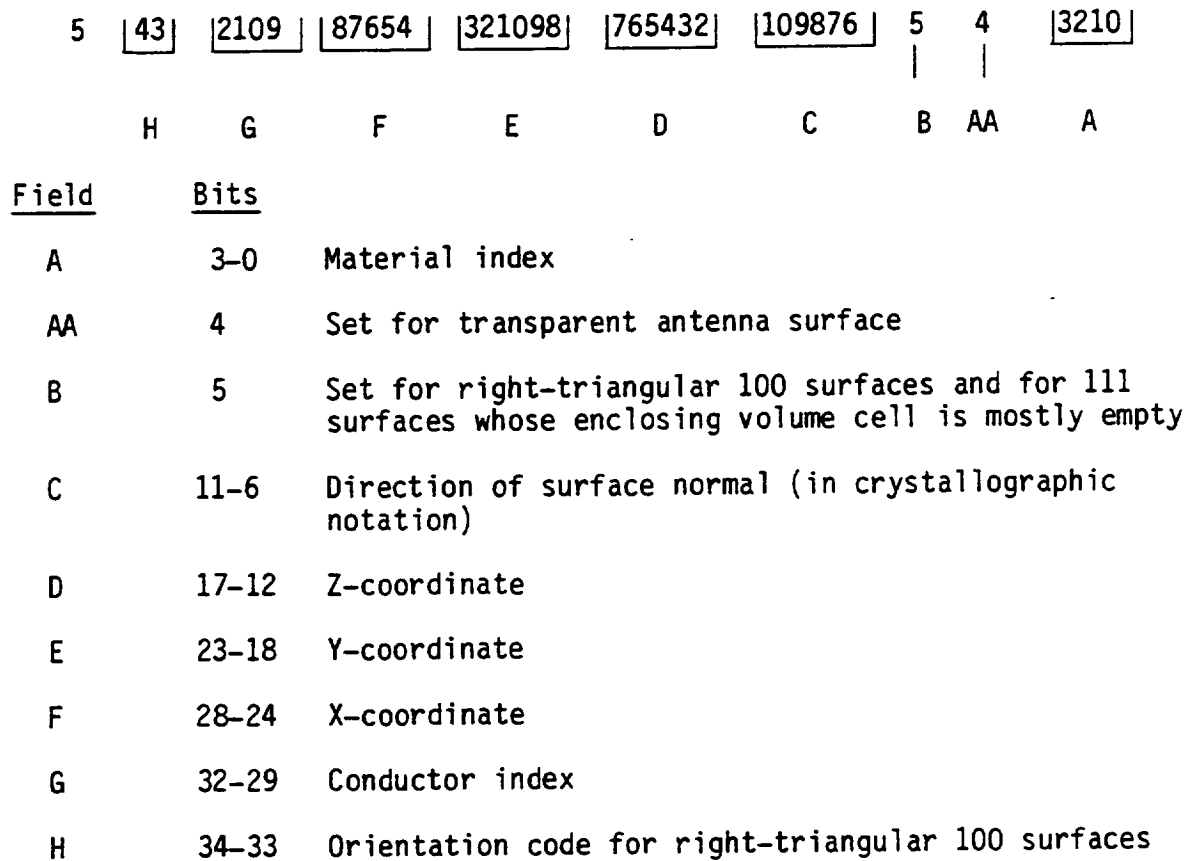 5 43 2109 87654 321098 765432 109876 5 4 3210
H G F E D C B AA A
Field Bits
A 3-0 Material index
AA 4 Set for transparent antenna surface
B 5 Set for right-triangular 100 surfaces and for 111
surfaces whose enclosing volume cell is mostly empty
C 11-6 Direction of surface normal (in crystallographic
notation)
D 17-12 Z-coordinate
E 23-18 Y-coordinate
F 28-24 X-coordinate
G 32-29 Conductor index
H 34-33 Orientation code for right-triangular 100 surfaces